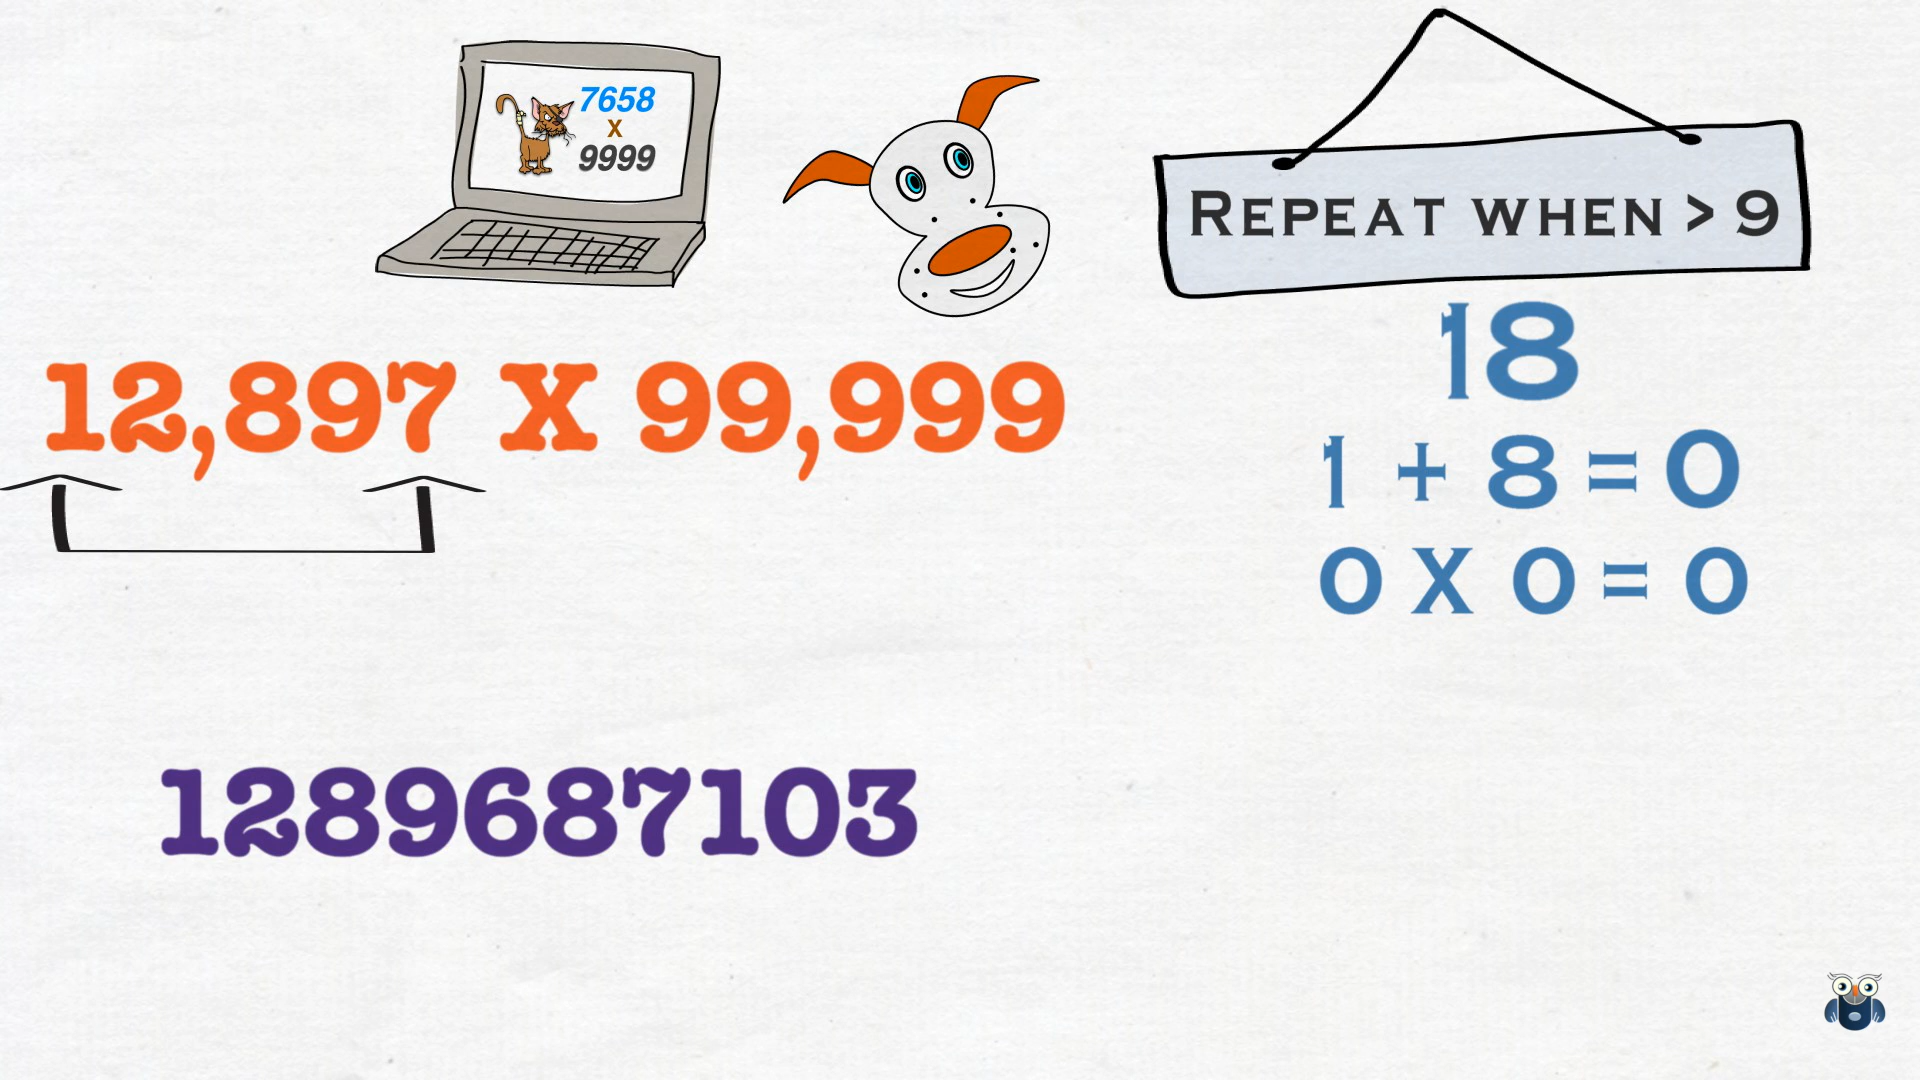 7658
x
9999
REPEAT WHEN > 9
18
12,897 X 99,999
1 + 8 = 0
0 X 0 = 0
1289687103